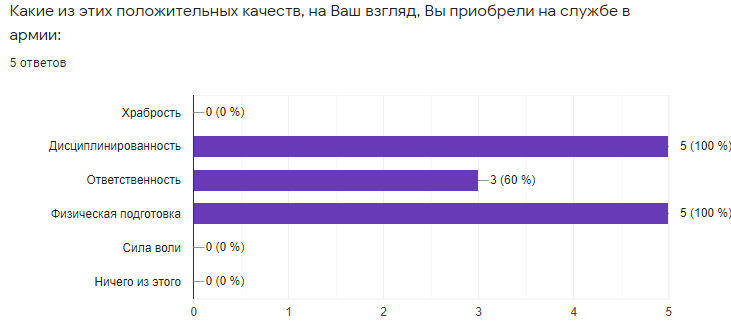 Какие из этих положительных качеств, на Ваш взгляд, Вы приобрели на службе в
армии:
5 ответов
Храбрость 0 (0 %)
Дисциплинированность 5 (100 %)
Ответственность 3 (60 %)
Физическая подготовка 5 (100 %)
Сила воли 0 (0 %)
Ничего из этого 0 (0 %)
0 1 2 3 4 5